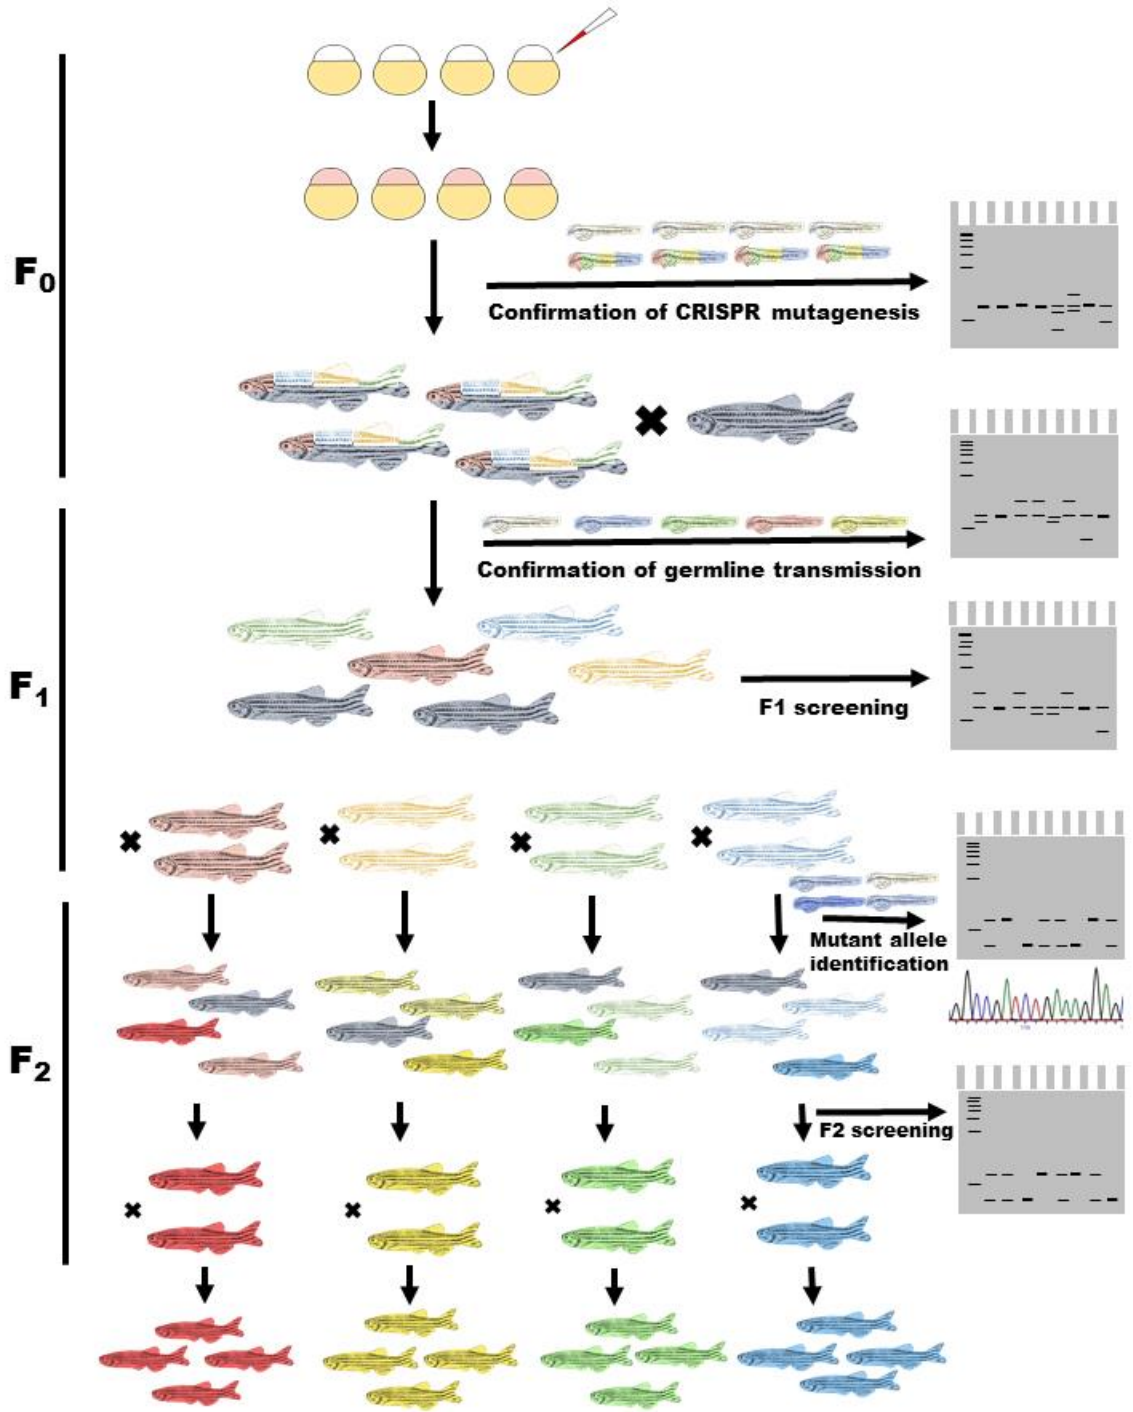 F0
Confirmation of CRISPR mutagenesis
Confirmation of germline transmission
F1
F1 screening
Mutant allele
identification
F2
F2 screening